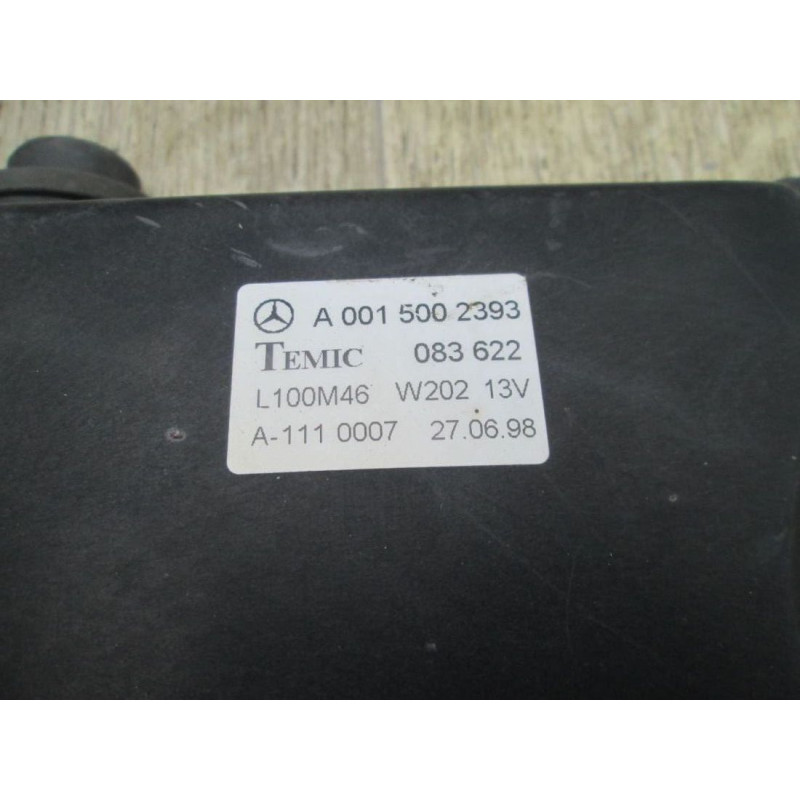 A 001 500 2393
TEMIC 083 622
L100M46 W202 13V
A-111 0007 27.06.98